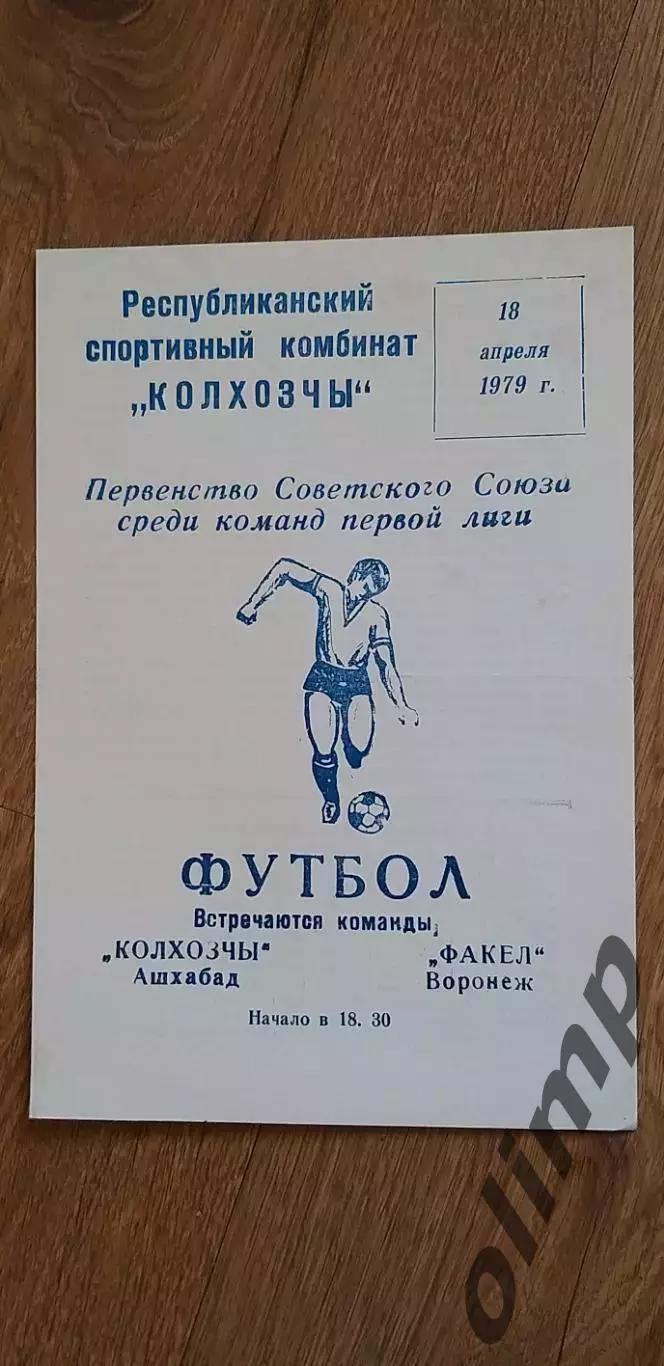 Республиканский
спортивный комбинат
„КОЛХОЗЧЫ“
18
апреля
1979 г.
Первенство Советского Союза
среди команд первой лиги
ФУТБОЛ
Встречаются команды:
„КОЛХОЗЧЫ“
Ашхабад
„ФАКЕЛ“
Воронеж
Начало в 18. 30
olimp